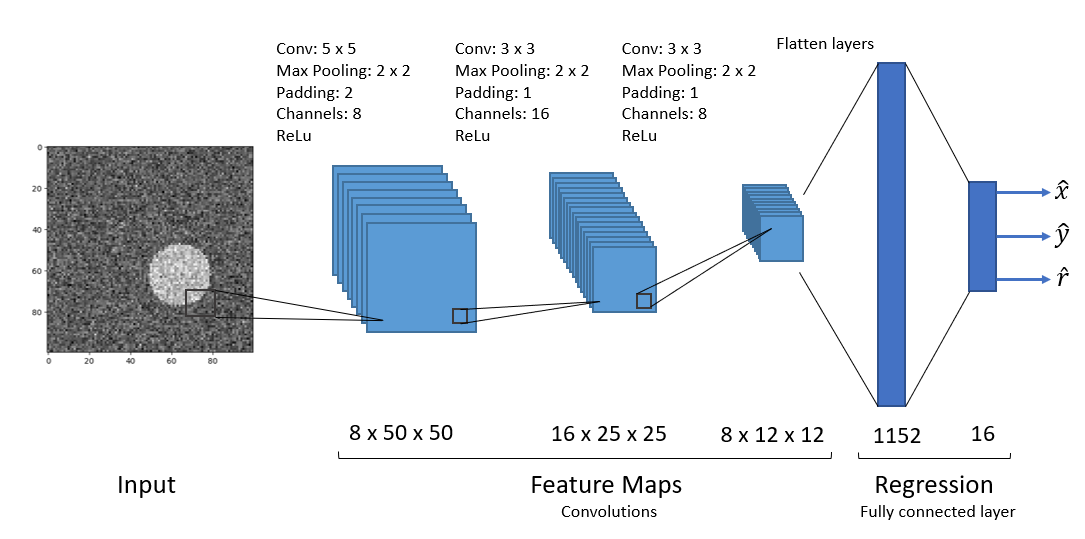 Conv: 5 x 5
Max Pooling: 2 x 2
Padding: 2
Channels: 8
ReLu
Conv: 3 x 3
Max Pooling: 2 x 2
Padding: 1
Channels: 16
ReLu
Conv: 3 x 3
Max Pooling: 2 x 2
Padding: 1
Channels: 8
ReLu
Flatten layers
0
20
40
60
80
0 20 40 60 80
x̂
ŷ
r̂
8 x 50 x 50
16 x 25 x 25
8 x 12 x 12
1152
16
Input
Feature Maps
Convolutions
Regression
Fully connected layer